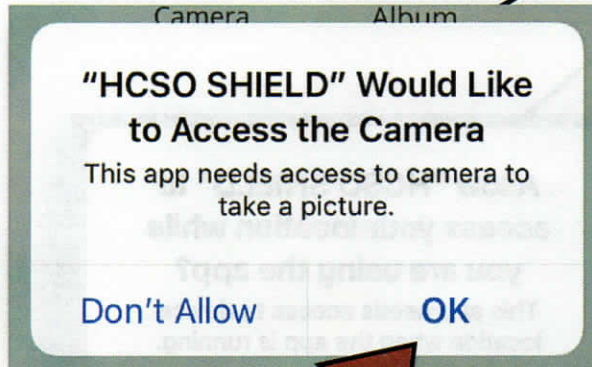 Camera Album
“HCSO SHIELD” Would Like
to Access the Camera
This app needs access to camera to
take a picture.
Don't Allow OK